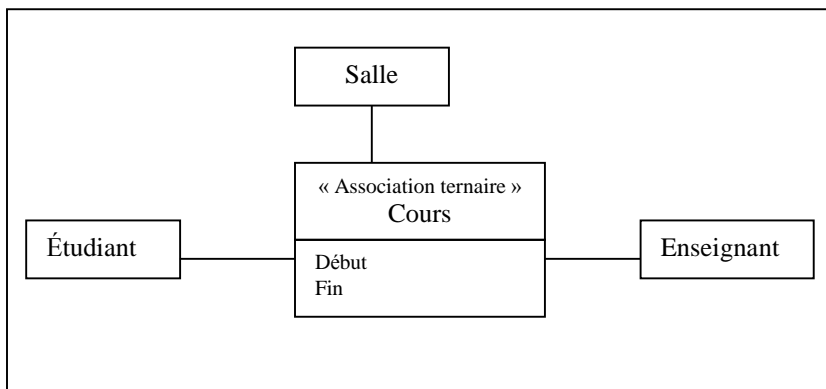 Salle
« Association ternaire »
Cours
Étudiant
Début
Fin
Enseignant